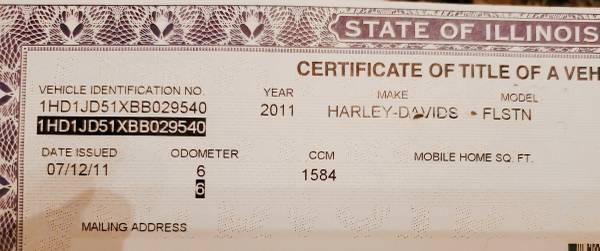 STATE OF ILLINOIS
CERTIFICATE OF TITLE OF A VEH
VEHICLE IDENTIFICATION NO. YEAR MAKE MODEL
1HD1JD51XBB029540 2011 HARLEY-DAVIDS - FLSTN
1HD1JD51XBB029540
DATE ISSUED ODOMETER CCM MOBILE HOME SQ. FT.
07/12/11 6 1584
6
MAILING ADDRESS